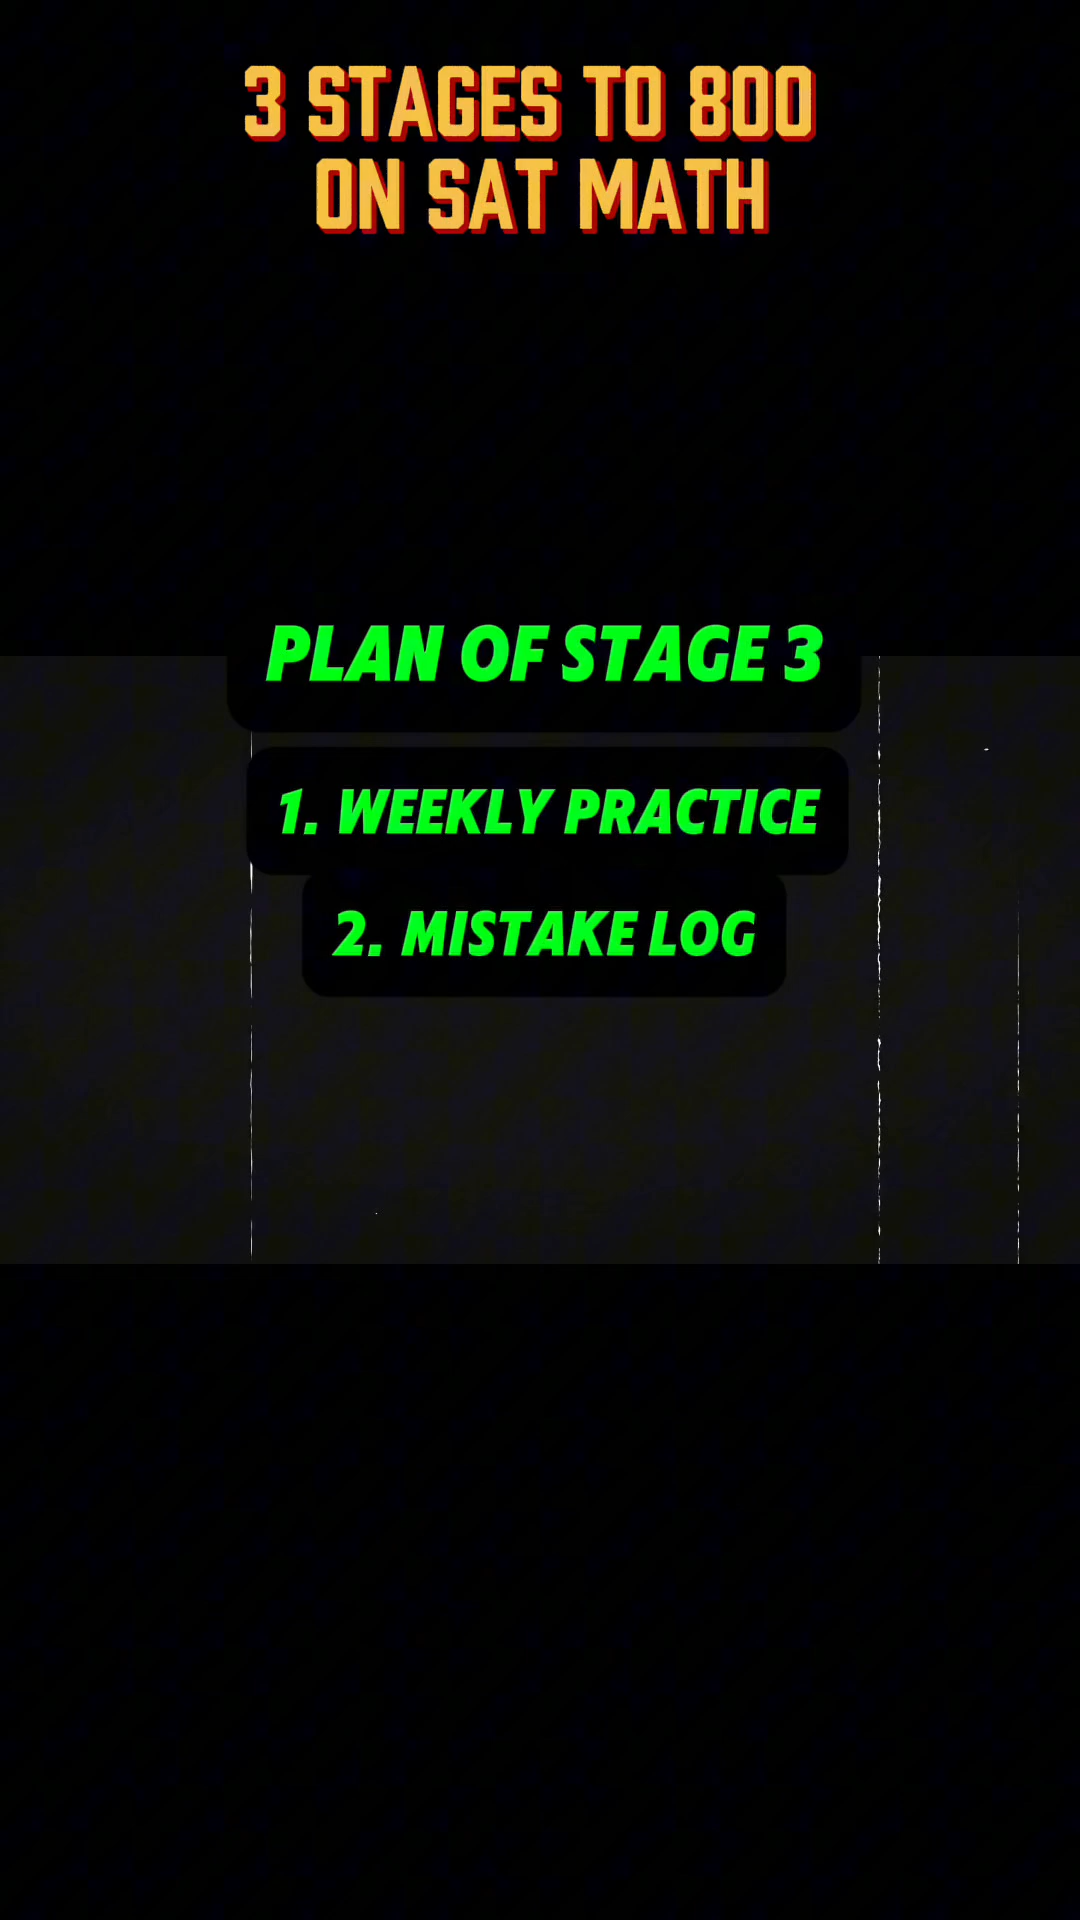 3 STAGES TO 800
ON SAT MATH
PLAN OF STAGE 3
1. WEEKLY PRACTICE
2. MISTAKE LOG